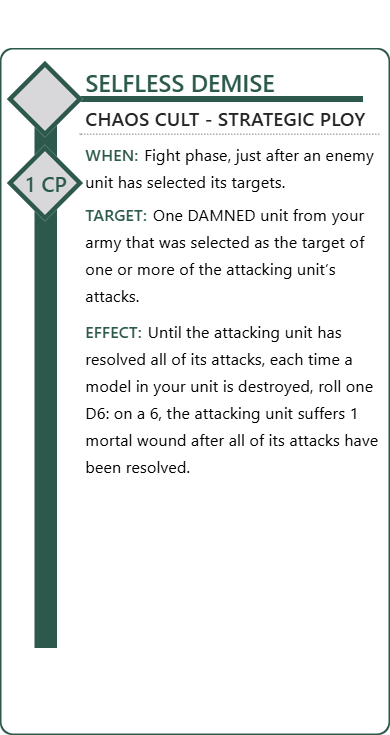 SELFLESS DEMISE
CHAOS CULT - STRATEGIC PLOY
1 CP
WHEN: Fight phase, just after an enemy
unit has selected its targets.
TARGET: One DAMNED unit from your
army that was selected as the target of
one or more of the attacking unit’s
attacks.
EFFECT: Until the attacking unit has
resolved all of its attacks, each time a
model in your unit is destroyed, roll one
D6: on a 6, the attacking unit suffers 1
mortal wound after all of its attacks have
been resolved.